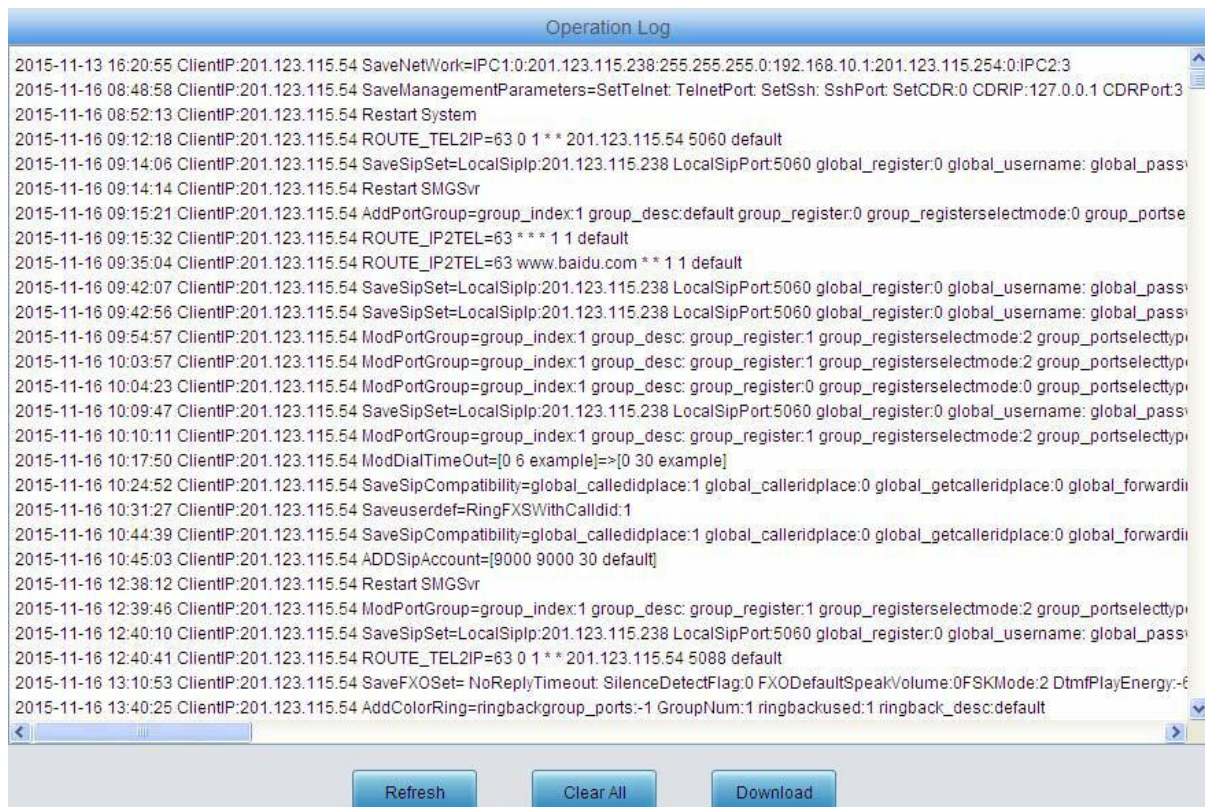 Operation Log
2015-11-13 16:20:55 ClientIP:201.123.115.54 SaveNetWork=IPC1:0:201.123.115.238:255.255.255.0:192.168.10.1:201.123.115.254:0:IPC2:3
2015-11-16 08:48:58 ClientIP:201.123.115.54 SaveManagementParameters=SetTelnet: TelnetPort: SetSsh: SshPort: SetCDR:0 CDRIP:127.0.0.1 CDRPort:3
2015-11-16 08:52:13 ClientIP:201.123.115.54 Restart System
2015-11-16 09:12:18 ClientIP:201.123.115.54 ROUTE_TEL2IP=63 0 1 * * 201.123.115.54 5060 default
2015-11-16 09:14:06 ClientIP:201.123.115.54 SaveSipSet=LocalSipIp:201.123.115.238 LocalSipPort:5060 global_register:0 global_username: global_passv
2015-11-16 09:14:14 ClientIP:201.123.115.54 Restart SMGSvr
2015-11-16 09:15:21 ClientIP:201.123.115.54 AddPortGroup=group_index:1 group_desc:default group_register:0 group_registerselectmode:0 group_portse
2015-11-16 09:15:32 ClientIP:201.123.115.54 ROUTE_IP2TEL=63 * * * 1 1 default
2015-11-16 09:35:04 ClientIP:201.123.115.54 ROUTE_IP2TEL=63 www.baidu.com * * 1 1 default
2015-11-16 09:42:07 ClientIP:201.123.115.54 SaveSipSet=LocalSipIp:201.123.115.238 LocalSipPort:5060 global_register:0 global_username: global_passv
2015-11-16 09:42:56 ClientIP:201.123.115.54 SaveSipSet=LocalSipIp:201.123.115.238 LocalSipPort:5060 global_register:0 global_username: global_passv
2015-11-16 09:54:57 ClientIP:201.123.115.54 ModPortGroup=group_index:1 group_desc: group_register:1 group_registerselectmode:2 group_portselecttype
2015-11-16 10:03:57 ClientIP:201.123.115.54 ModPortGroup=group_index:1 group_desc: group_register:1 group_registerselectmode:2 group_portselecttype
2015-11-16 10:04:23 ClientIP:201.123.115.54 ModPortGroup=group_index:1 group_desc: group_register:0 group_registerselectmode:0 group_portselecttype
2015-11-16 10:09:47 ClientIP:201.123.115.54 SaveSipSet=LocalSipIp:201.123.115.238 LocalSipPort:5060 global_register:0 global_username: global_passv
2015-11-16 10:10:11 ClientIP:201.123.115.54 ModPortGroup=group_index:1 group_desc: group_register:1 group_registerselectmode:2 group_portselecttype
2015-11-16 10:17:50 ClientIP:201.123.115.54 ModDialTimeOut=[0 6 example]=>[0 30 example]
2015-11-16 10:24:52 ClientIP:201.123.115.54 SaveSipCompatibility=global_calledidplace:1 global_calleridplace:0 global_getcalleridplace:0 global_forwardin
2015-11-16 10:31:27 ClientIP:201.123.115.54 Saveuserdef=RingFXSWithCalldid:1
2015-11-16 10:44:39 ClientIP:201.123.115.54 SaveSipCompatibility=global_calledidplace:1 global_calleridplace:0 global_getcalleridplace:0 global_forwardin
2015-11-16 10:45:03 ClientIP:201.123.115.54 ADDSipAccount=[9000 9000 30 default]
2015-11-16 12:38:12 ClientIP:201.123.115.54 Restart SMGSvr
2015-11-16 12:39:46 ClientIP:201.123.115.54 ModPortGroup=group_index:1 group_desc: group_register:1 group_registerselectmode:2 group_portselecttype
2015-11-16 12:40:10 ClientIP:201.123.115.54 SaveSipSet=LocalSipIp:201.123.115.238 LocalSipPort:5060 global_register:0 global_username: global_passv
2015-11-16 12:40:41 ClientIP:201.123.115.54 ROUTE_TEL2IP=63 0 1 * * 201.123.115.54 5088 default
2015-11-16 13:10:53 ClientIP:201.123.115.54 SaveFXOSet= NoReplyTimeout: SilenceDetectFlag:0 FXODefaultSpeakVolume:0FSKMode:2 DtmfPlayEnergy:-6
2015-11-16 13:40:25 ClientIP:201.123.115.54 AddColorRing=ringbackgroup_ports:-1 GroupNum:1 ringbackused:1 ringback_desc:default
Refresh
Clear All
Download